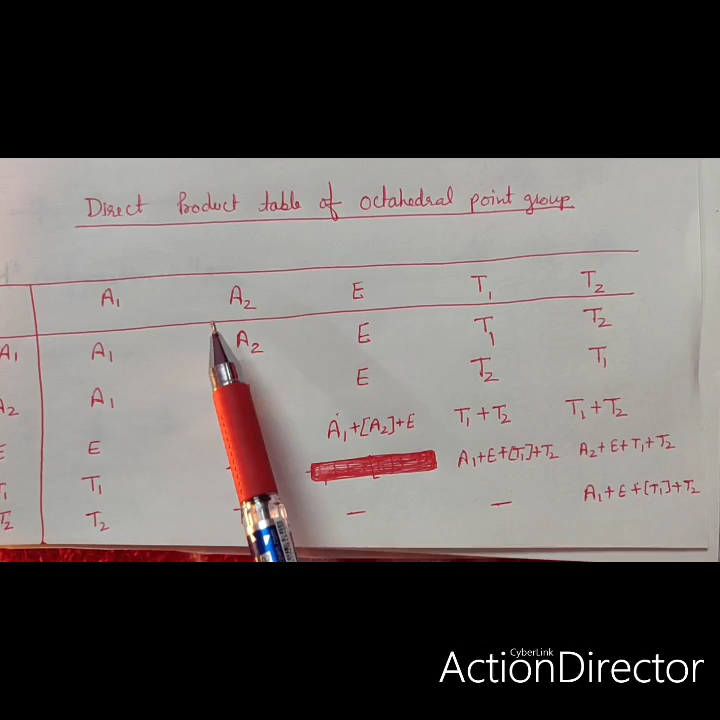 Direct Product table of octahedral point group
A₁ A₂ E T₁ T₂
A₁ A₁ A₂ E T₁ T₂
A₂ A₁ E T₂ T₁
E E A₁+[A₂]+E T₁+T₂ T₁+T₂
T₁ T₁ A₁+E+[T₁]+T₂ A₂+E+T₁+T₂
T₂ T₂ — — A₁+E+[T₁]+T₂
CyberLink
ActionDirector